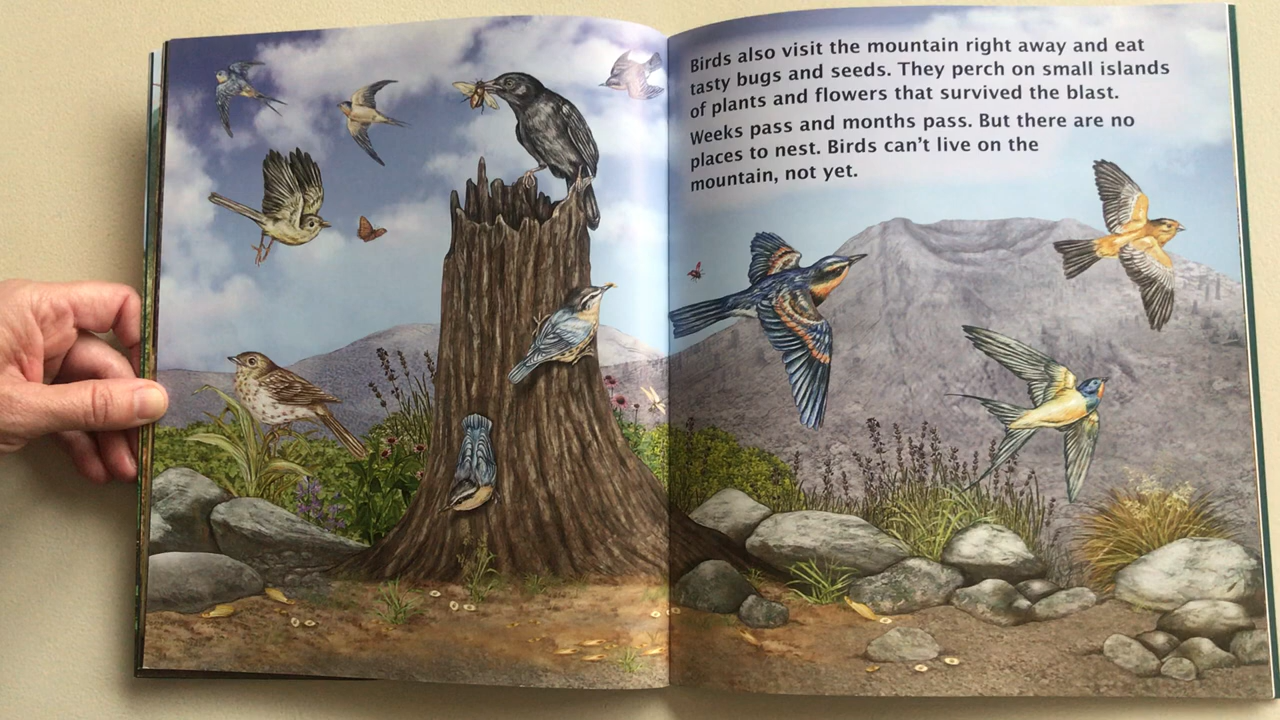 Birds also visit the mountain right away and eat
tasty bugs and seeds. They perch on small islands
of plants and flowers that survived the blast.
Weeks pass and months pass. But there are no
places to nest. Birds can't live on the
mountain, not yet.